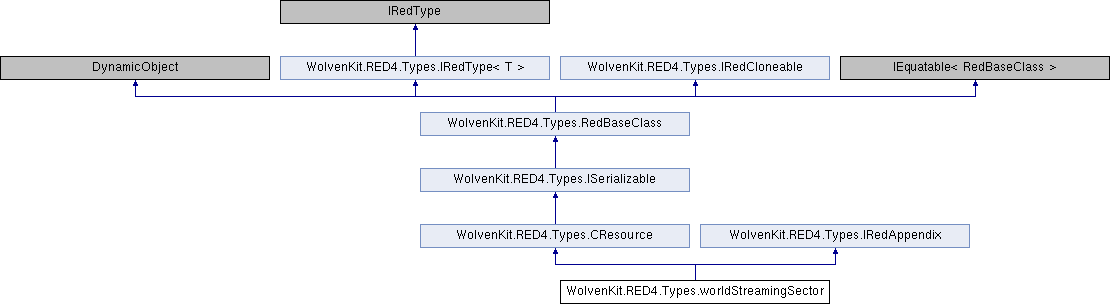 IRedType
DynamicObject
WolvenKit.RED4.Types.IRedType< T >
WolvenKit.RED4.Types.IRedCloneable
IEquatable< RedBaseClass >
WolvenKit.RED4.Types.RedBaseClass
WolvenKit.RED4.Types.ISerializable
WolvenKit.RED4.Types.CResource
WolvenKit.RED4.Types.IRedAppendix
WolvenKit.RED4.Types.worldStreamingSector